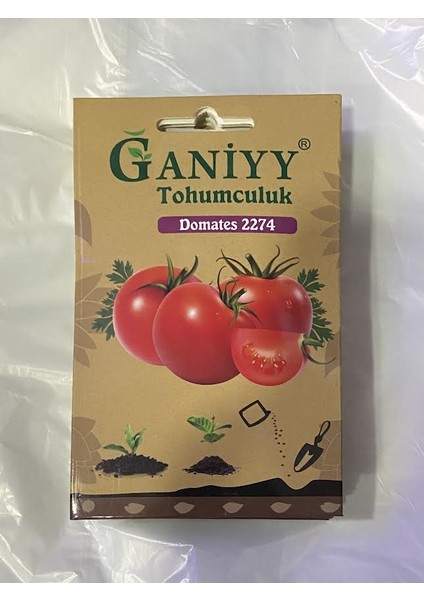 GANİYY®
Tohumculuk
Domates 2274